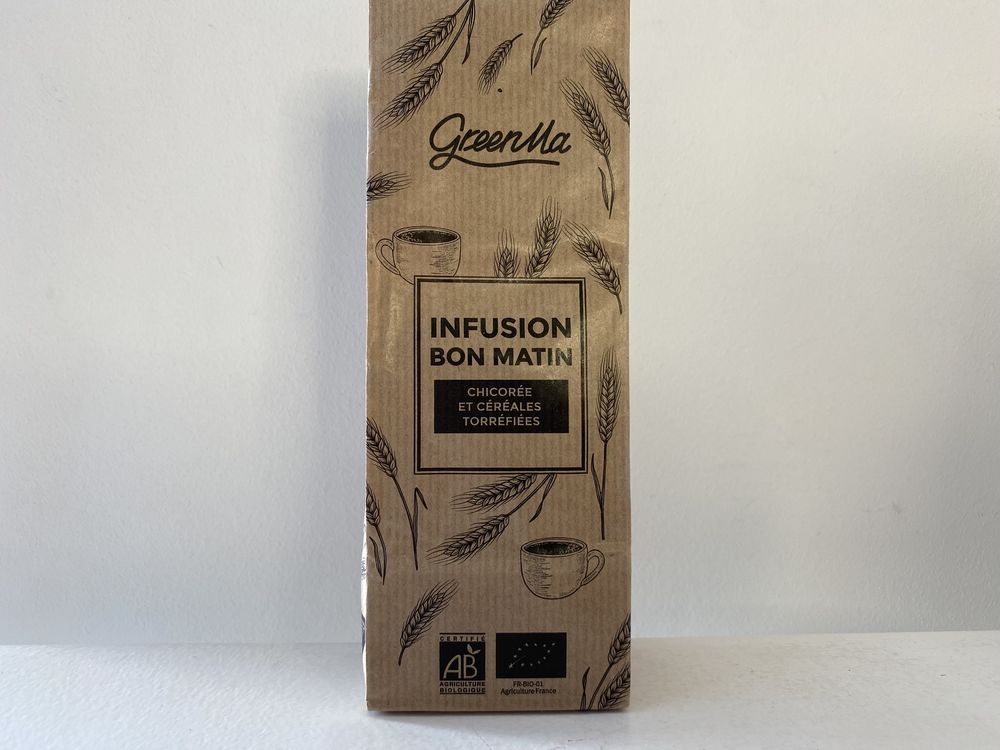 GreenMa
INFUSION
BON MATIN
CHICORÉE
ET CÉRÉALES
TORRÉFIÉES
CERTIFIÉ
AB
AGRICULTURE
BIOLOGIQUE
FR-BIO-01
Agriculture France